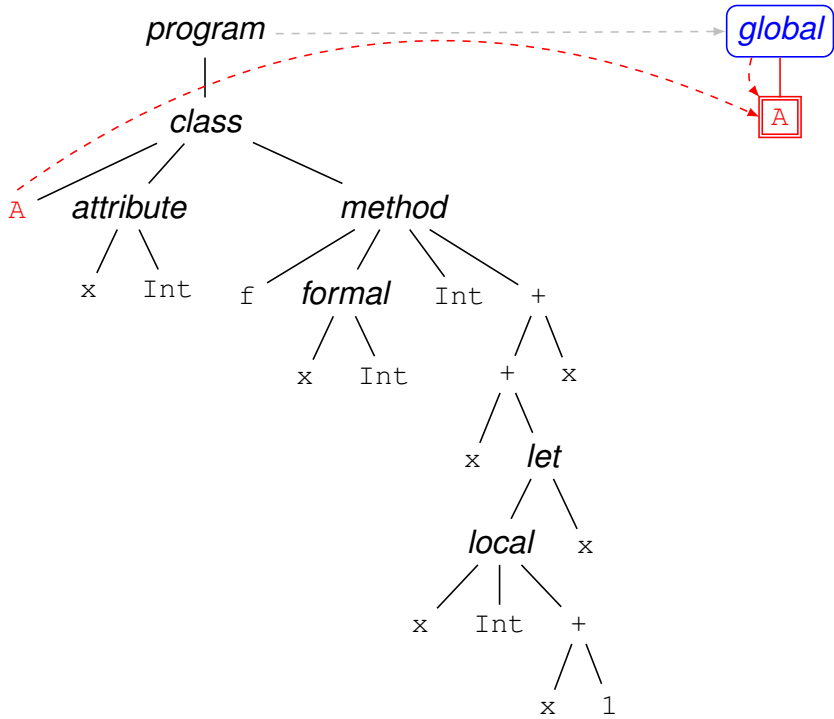 program global
class A
A attribute method
x Int f formal Int +
x Int + x
x let
local x
x Int +
x 1